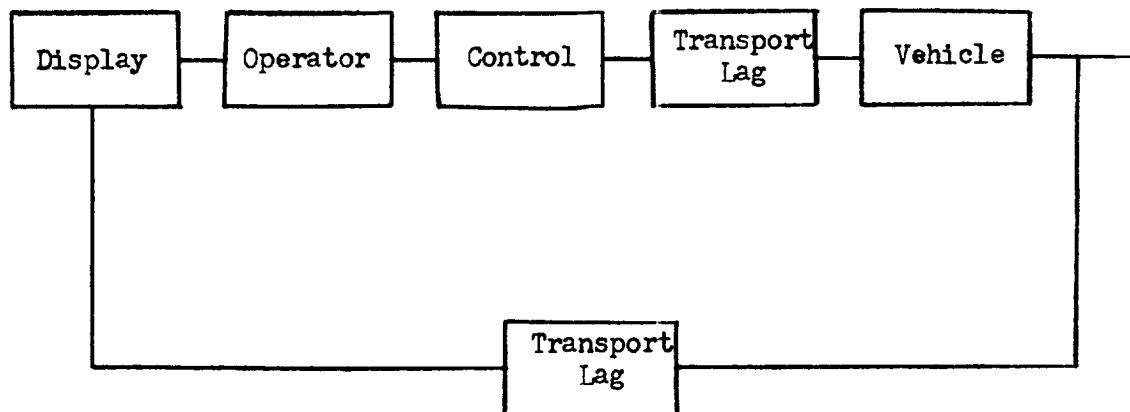 Display
Operator
Control
Transport
Lag
Vehicle
Transport
Lag